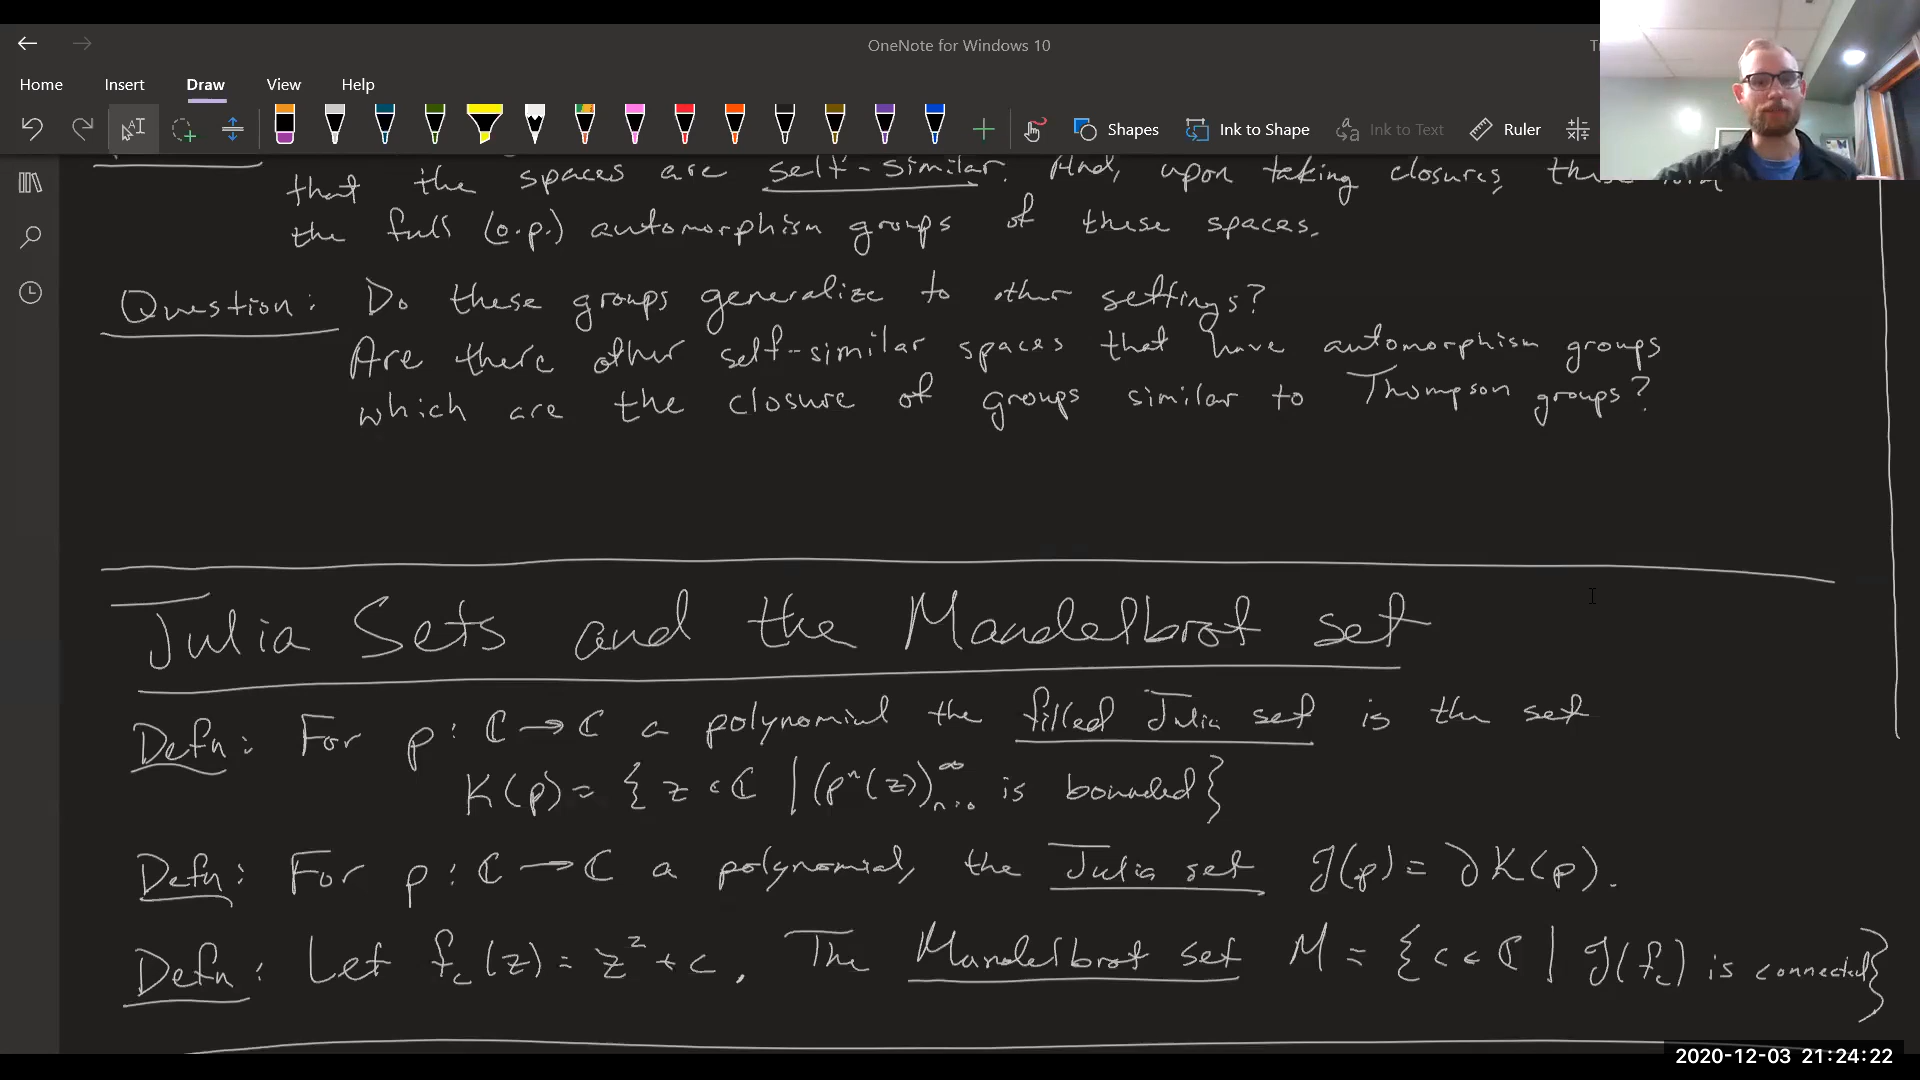 OneNote for Windows 10
Home Insert Draw View Help
Shapes Ink to Shape Ink to Text Ruler
that the spaces are self-similar. And, upon taking closures, these
the full (o.p.) automorphism groups of these spaces.
Question: Do these groups generalize to other settings?
Are there other self-similar spaces that have automorphism groups
which are the closure of groups similar to Thompson groups?
Julia Sets and the Mandelbrot set
Defn: For p: ℂ → ℂ a polynomial the filled Julia set is the set
K(p) = { z ∈ ℂ | (pⁿ(z))_{n=0}^∞ is bounded}
Defn: For p: ℂ → ℂ a polynomial, the Julia set J(p) = ∂K(p).
Defn: Let f_c(z) = z² + c. The Mandelbrot set M = { c ∈ ℂ | J(f_c) is connected}
2020-12-03 21:24:22